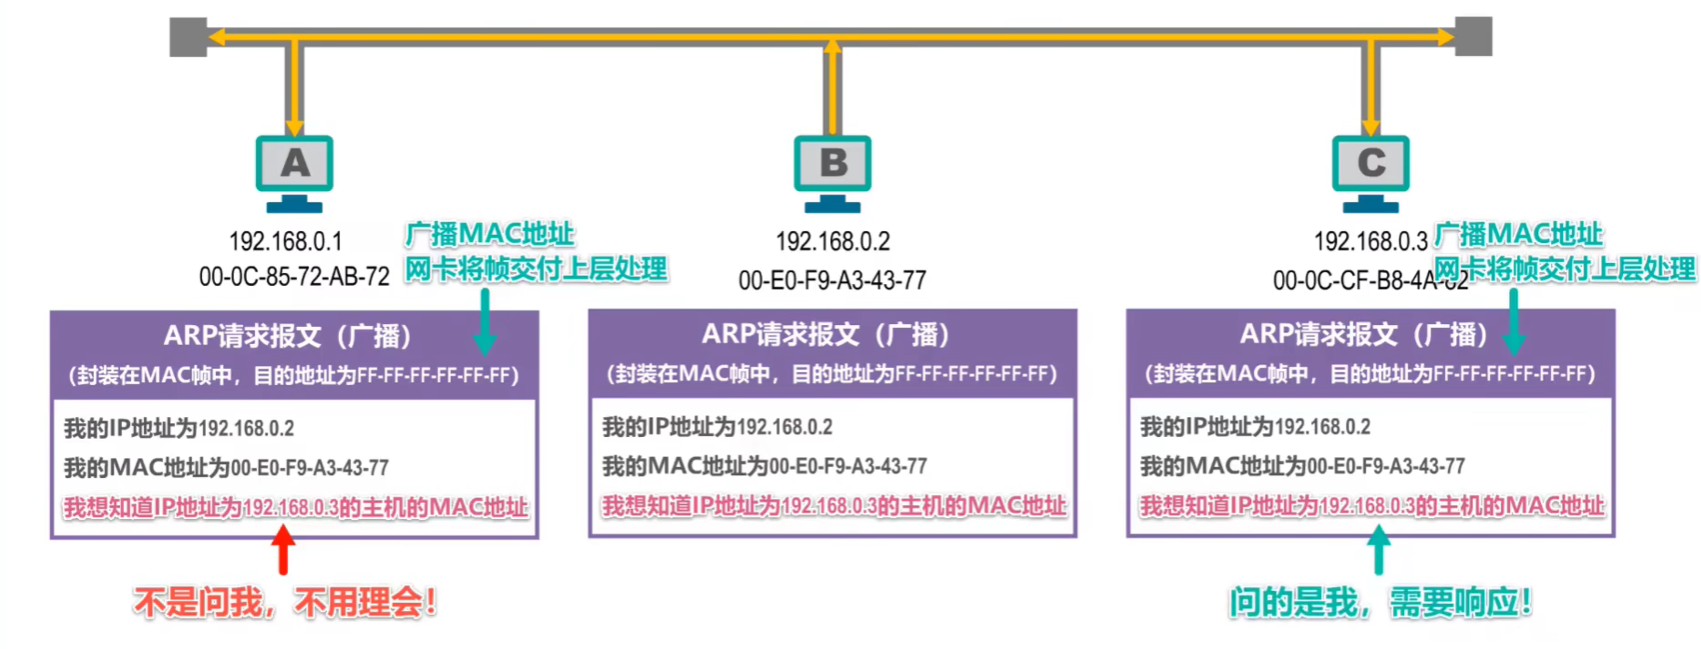 A
B
C
192.168.0.1
00-0C-85-72-AB-72
广播MAC地址
网卡将帧交付上层处理
192.168.0.2
00-E0-F9-A3-43-77
192.168.0.3
00-0C-CF-B8-4A-
广播MAC地址
网卡将帧交付上层处理
ARP请求报文（广播）
（封装在MAC帧中，目的地址为FF-FF-FF-FF-FF-FF）
我的IP地址为192.168.0.2
我的MAC地址为00-E0-F9-A3-43-77
我想知道IP地址为192.168.0.3的主机的MAC地址
不是问我，不用理会！
ARP请求报文（广播）
（封装在MAC帧中，目的地址为FF-FF-FF-FF-FF-FF）
我的IP地址为192.168.0.2
我的MAC地址为00-E0-F9-A3-43-77
我想知道IP地址为192.168.0.3的主机的MAC地址
ARP请求报文（广播）
（封装在MAC帧中，目的地址为FF-FF-FF-FF-FF-FF）
我的IP地址为192.168.0.2
我的MAC地址为00-E0-F9-A3-43-77
我想知道IP地址为192.168.0.3的主机的MAC地址
问的是我，需要响应！